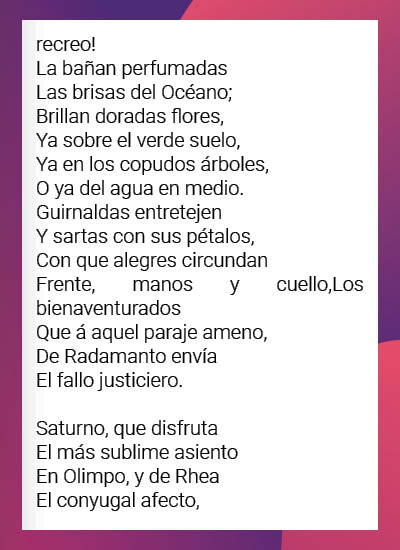 recreo!
La bañan perfumadas
Las brisas del Océano;
Brillan doradas flores,
Ya sobre el verde suelo,
Ya en los copudos árboles,
O ya del agua en medio.
Guirnaldas entretejen
Y sartas con sus pétalos,
Con que alegres circundan
Frente, manos y cuello,Los
bienaventurados
Que á aquel paraje ameno,
De Radamanto envía
El fallo justiciero.

Saturno, que disfruta
El más sublime asiento
En Olimpo, y de Rhea
El conyugal afecto,